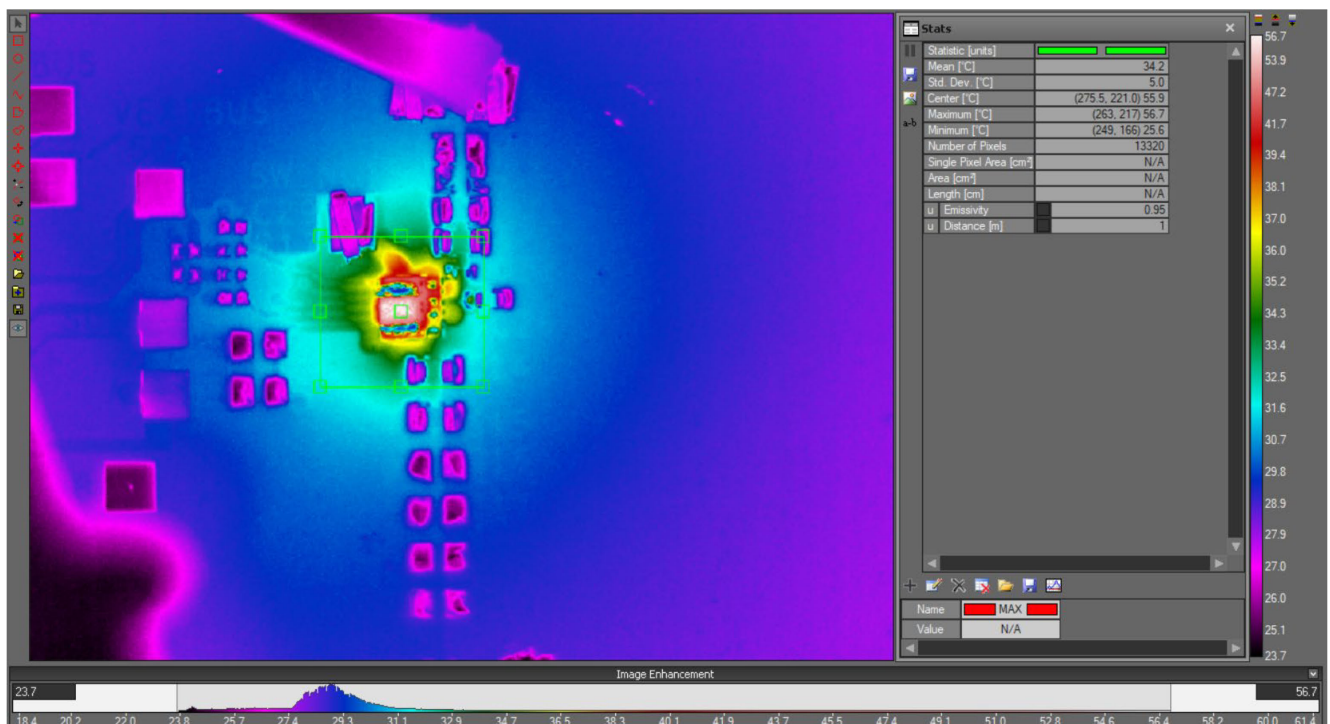 Stats
Statistic [units]
Mean [°C] 34.2
Std. Dev. [°C] 5.0
Center [°C] (275.5, 221.0) 55.9
Maximum [°C] (263, 217) 56.7
Minimum [°C] (249, 166) 25.6
Number of Pixels 13320
Single Pixel Area [cm²] N/A
Area [cm²] N/A
Length [cm] N/A
u Emissivity 0.95
u Distance [m] 1
a-b
56.7
53.9
47.2
41.7
39.4
38.1
37.0
36.0
35.2
34.3
33.4
32.5
31.6
30.7
29.8
28.9
27.9
27.0
26.0
25.1
23.7
Name MAX
Value N/A
Image Enhancement
23.7 56.7
18.4 20.2 22.0 23.8 25.7 27.4 29.3 31.1 32.9 34.7 36.5 38.3 40.1 41.9 43.7 45.5 47.4 49.1 51.0 52.8 54.6 56.4 58.2 60.0 61.4